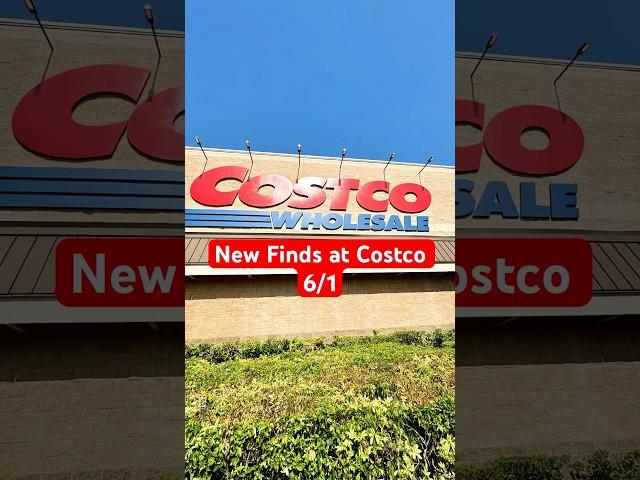 COSTCO
WHOLESALE
New Finds at Costco
6/1